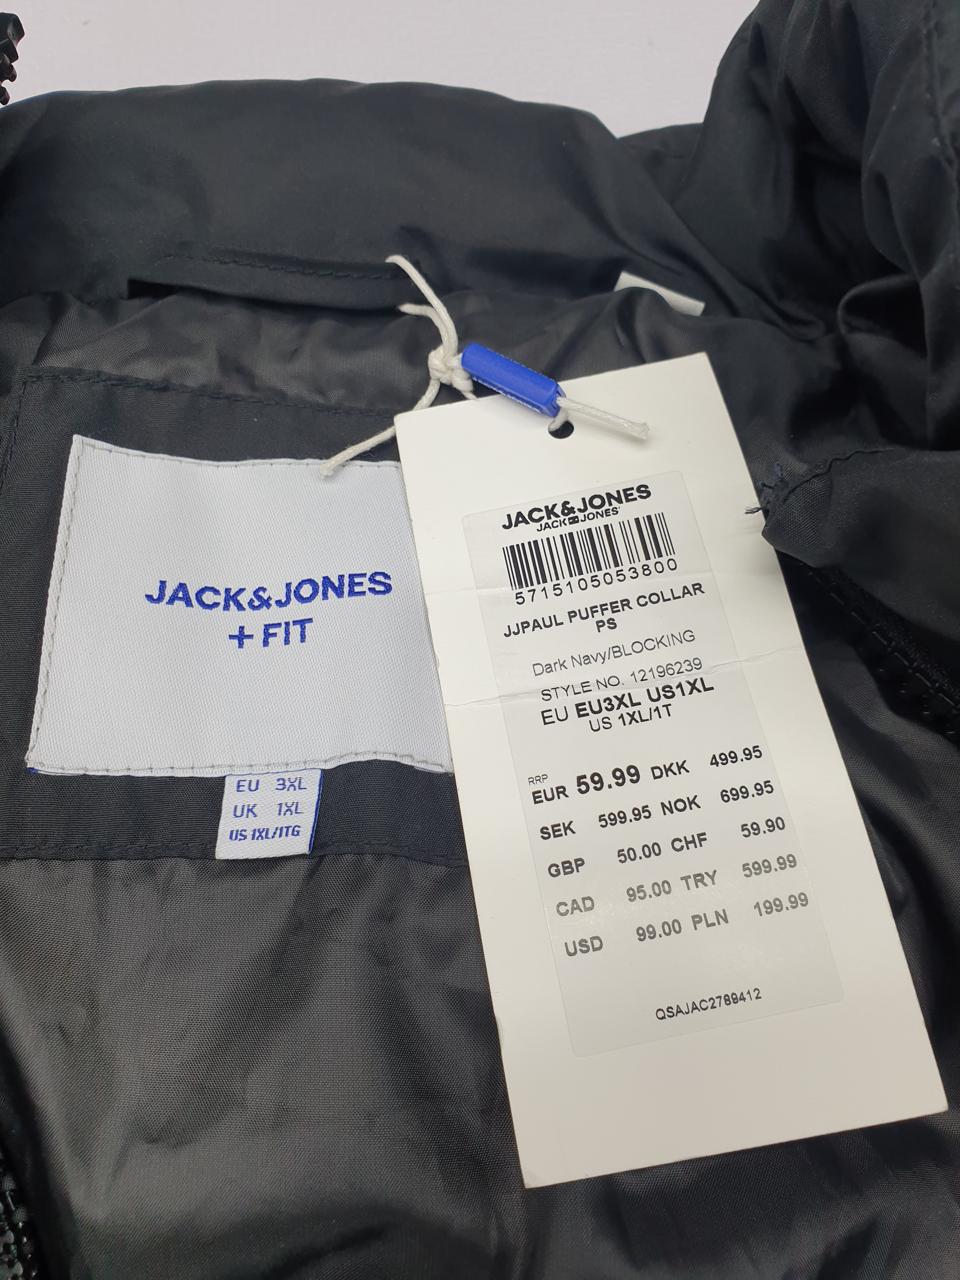 JACK&JONES
+ FIT
EU 3XL
UK 1XL
US 1XL/1TG
JACK&JONES
JACK JONES
5715105053800
JJPAUL PUFFER COLLAR
PS
Dark Navy/BLOCKING
STYLE NO. 12196239
EU EU3XL US1XL
US 1XL/1T
RRP
EUR 59.99 DKK 499.95
SEK 599.95 NOK 699.95
GBP 50.00 CHF 59.90
CAD 95.00 TRY 599.99
USD 99.00 PLN 199.99
QSAJAC2789412